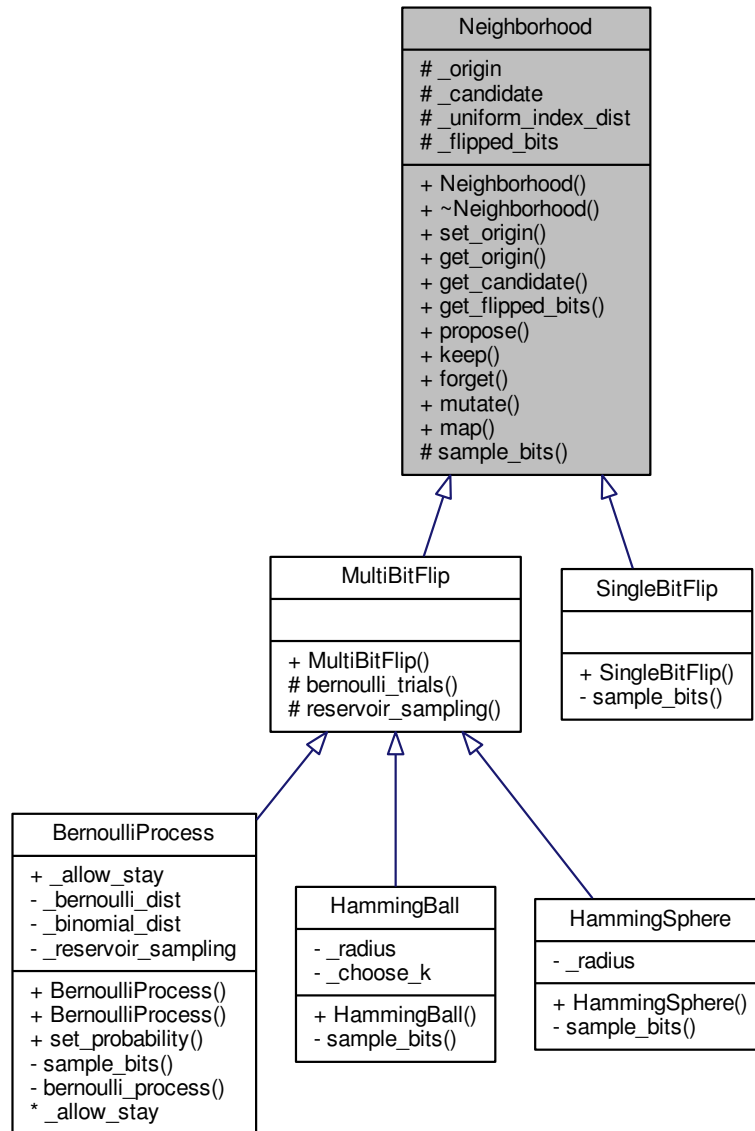 Neighborhood
# _origin
# _candidate
# _uniform_index_dist
# _flipped_bits
+ Neighborhood()
+ ~Neighborhood()
+ set_origin()
+ get_origin()
+ get_candidate()
+ get_flipped_bits()
+ propose()
+ keep()
+ forget()
+ mutate()
+ map()
# sample_bits()
MultiBitFlip
+ MultiBitFlip()
# bernoulli_trials()
# reservoir_sampling()
SingleBitFlip
+ SingleBitFlip()
- sample_bits()
BernoulliProcess
+ _allow_stay
- _bernoulli_dist
- _binomial_dist
- _reservoir_sampling
+ BernoulliProcess()
+ BernoulliProcess()
+ set_probability()
- sample_bits()
- bernoulli_process()
* _allow_stay
HammingBall
- _radius
- _choose_k
+ HammingBall()
- sample_bits()
HammingSphere
- _radius
+ HammingSphere()
- sample_bits()